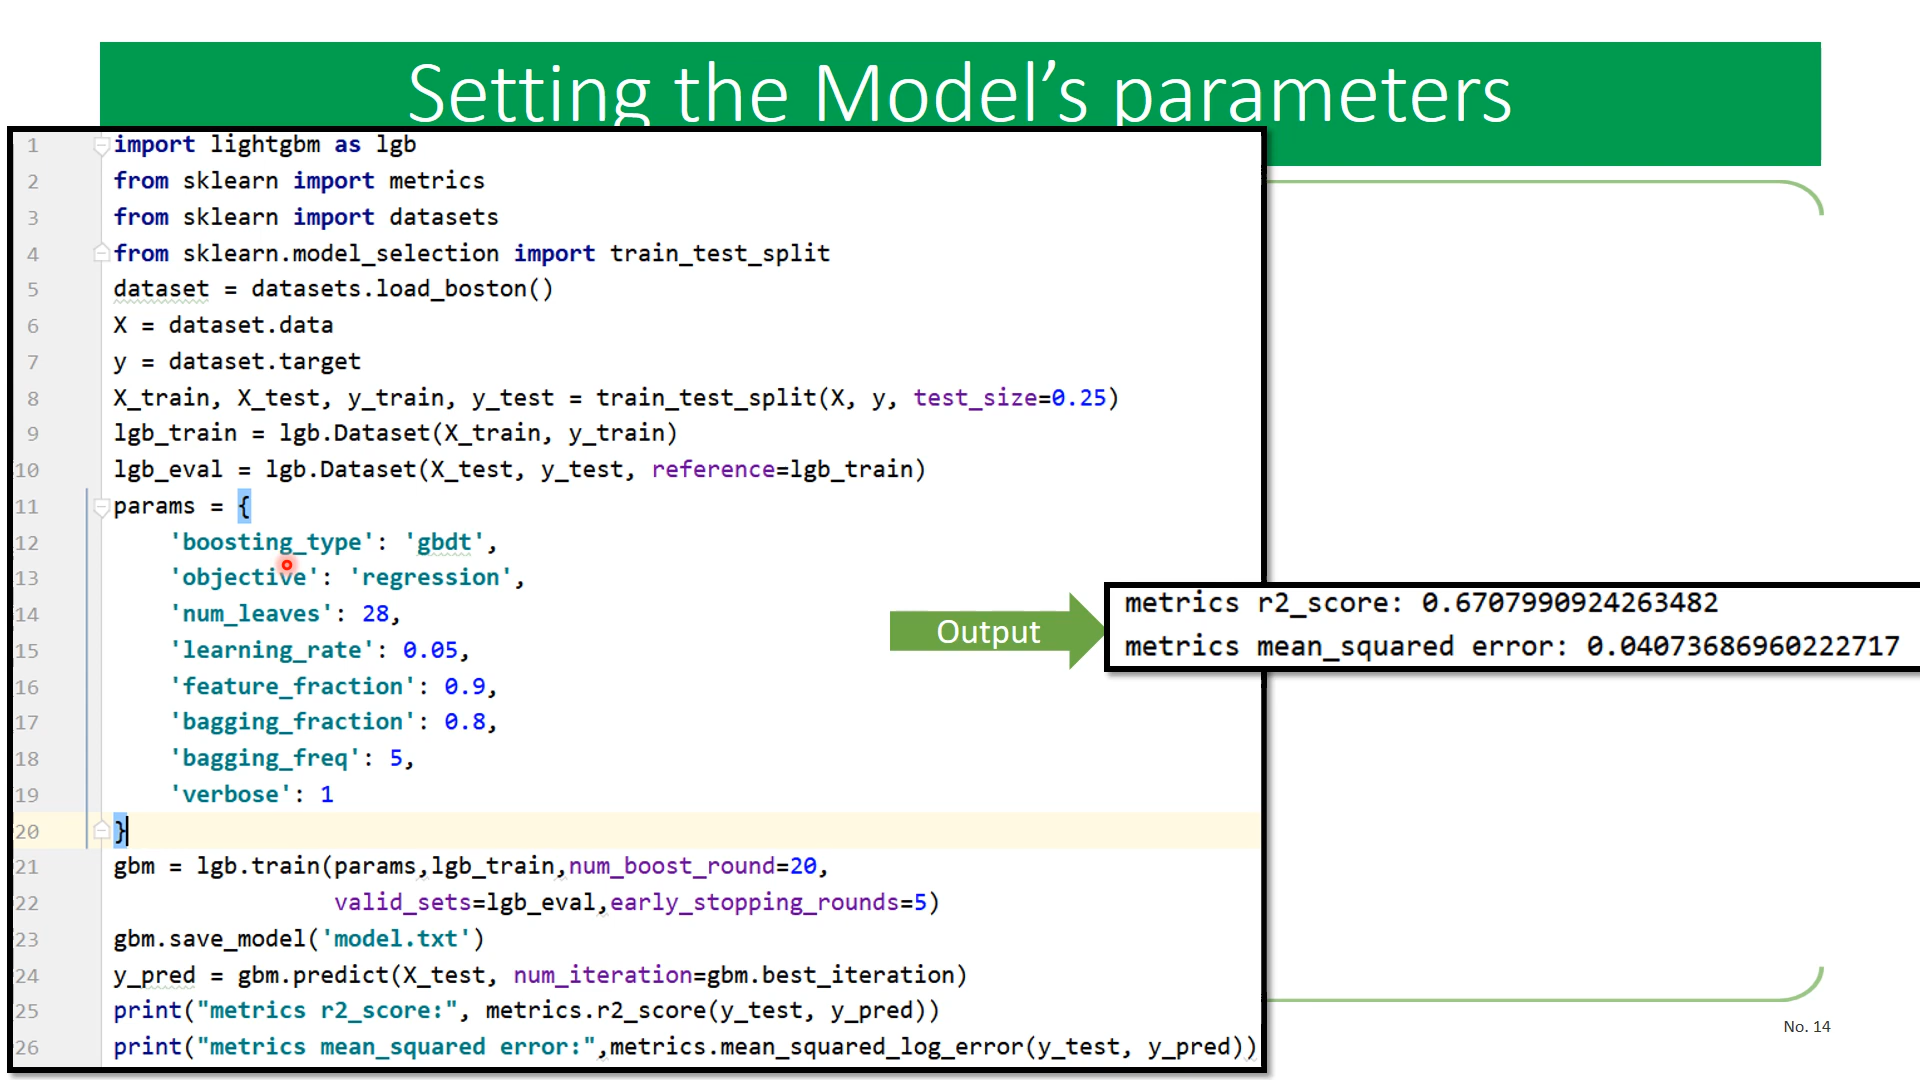 Setting the Model’s parameters
1 import lightgbm as lgb
2 from sklearn import metrics
3 from sklearn import datasets
4 from sklearn.model_selection import train_test_split
5 dataset = datasets.load_boston()
6 X = dataset.data
7 y = dataset.target
8 X_train, X_test, y_train, y_test = train_test_split(X, y, test_size=0.25)
9 lgb_train = lgb.Dataset(X_train, y_train)
10 lgb_eval = lgb.Dataset(X_test, y_test, reference=lgb_train)
11 params = {
12     'boosting_type': 'gbdt',
13     'objective': 'regression',
14     'num_leaves': 28,
15     'learning_rate': 0.05,
16     'feature_fraction': 0.9,
17     'bagging_fraction': 0.8,
18     'bagging_freq': 5,
19     'verbose': 1
20 }
21 gbm = lgb.train(params,lgb_train,num_boost_round=20,
22                 valid_sets=lgb_eval,early_stopping_rounds=5)
23 gbm.save_model('model.txt')
24 y_pred = gbm.predict(X_test, num_iteration=gbm.best_iteration)
25 print("metrics r2_score:", metrics.r2_score(y_test, y_pred))
26 print("metrics mean_squared error:",metrics.mean_squared_log_error(y_test, y_pred))
Output
metrics r2_score: 0.6707990924263482
metrics mean_squared error: 0.04073686960222717
No. 14